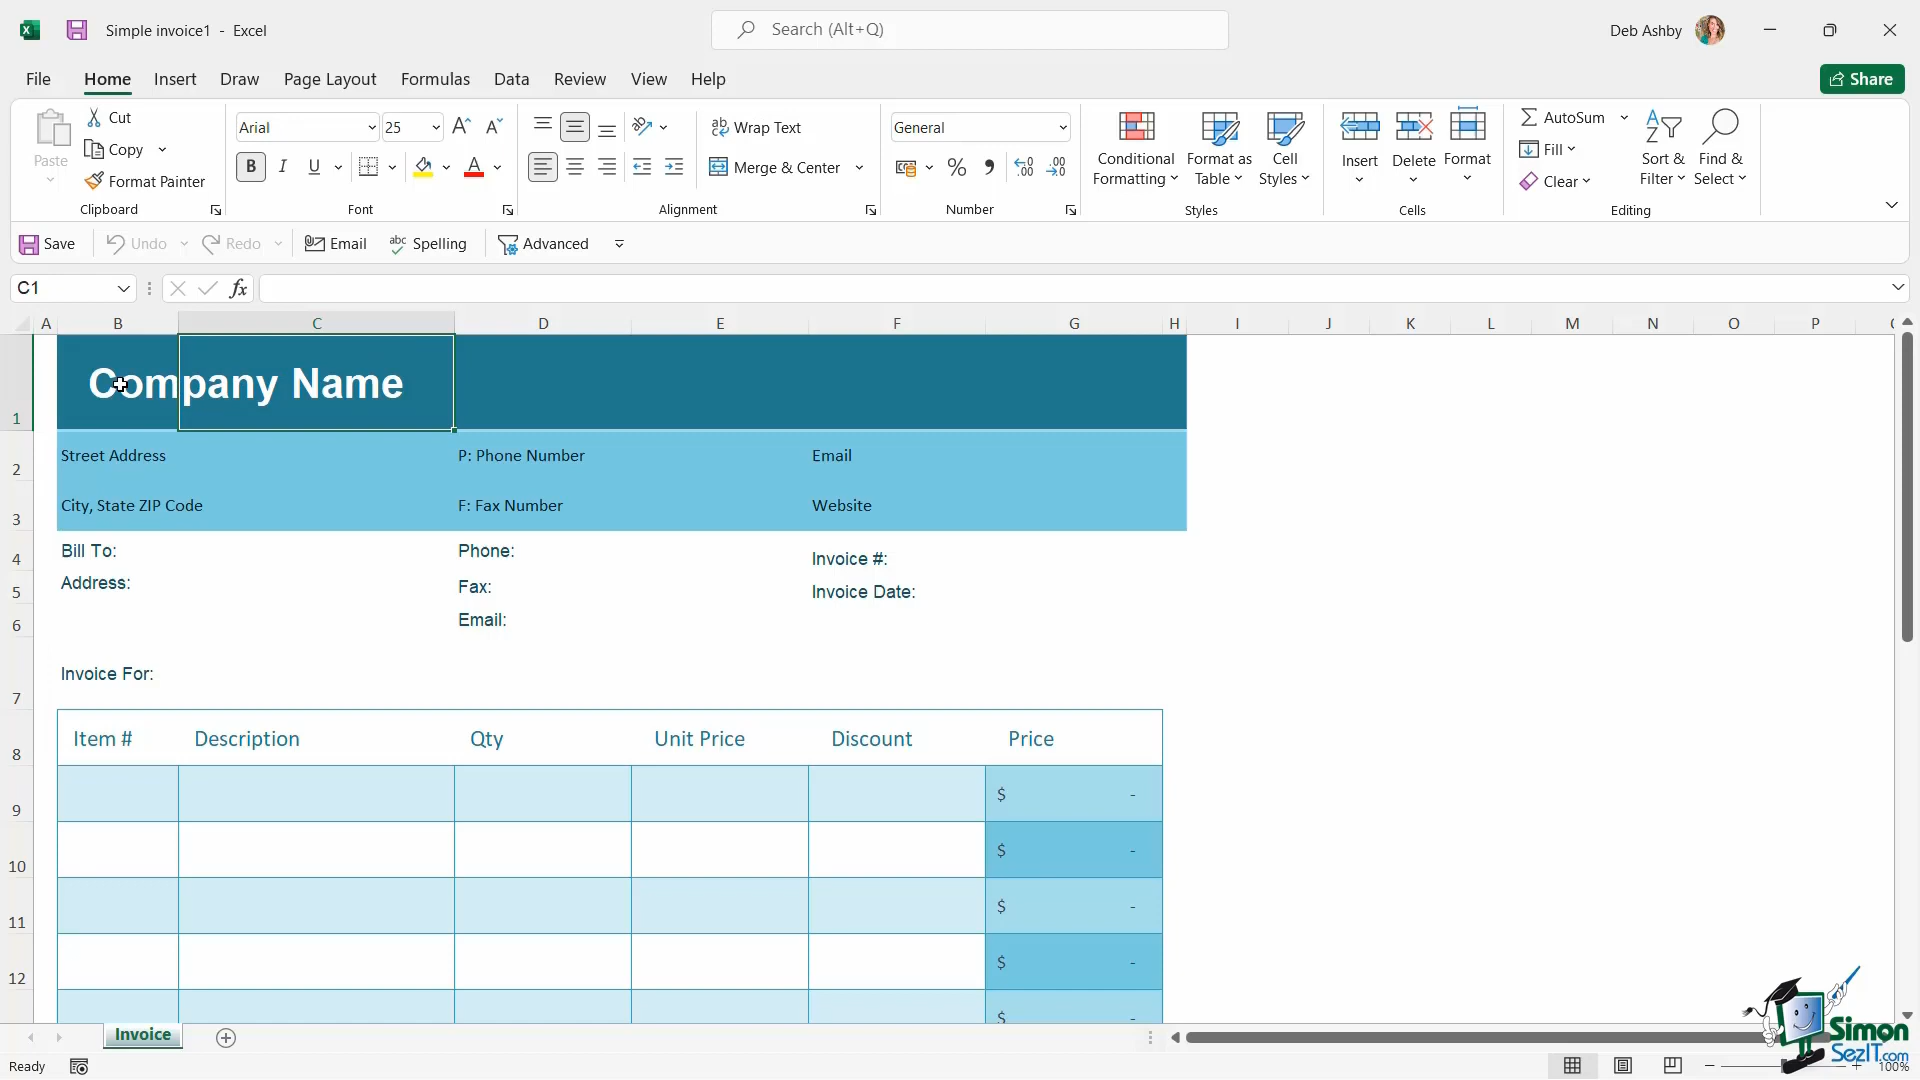 Simple invoice1 - Excel
Search (Alt+Q)
Deb Ashby
File Home Insert Draw Page Layout Formulas Data Review View Help
Share
Paste
Cut
Copy
Format Painter
Clipboard
Arial 25
B I U
Font
Wrap Text
Merge & Center
Alignment
General
Number
Conditional Formatting
Format as Table
Cell Styles
Styles
Insert Delete Format
Cells
AutoSum
Fill
Clear
Sort & Filter
Find & Select
Editing
Save Undo Redo Email Spelling Advanced
C1 fx
A B C D E F G H I J K L M N O P
1 Company Name
2 Street Address P: Phone Number Email
3 City, State ZIP Code F: Fax Number Website
4 Bill To: Phone: Invoice #:
5 Address: Fax: Invoice Date:
6 Email:
7 Invoice For:
8 Item # Description Qty Unit Price Discount Price
9 $ -
10 $ -
11 $ -
12 $ -
$ -
Invoice
Ready
100%
Simon
SezIT.com